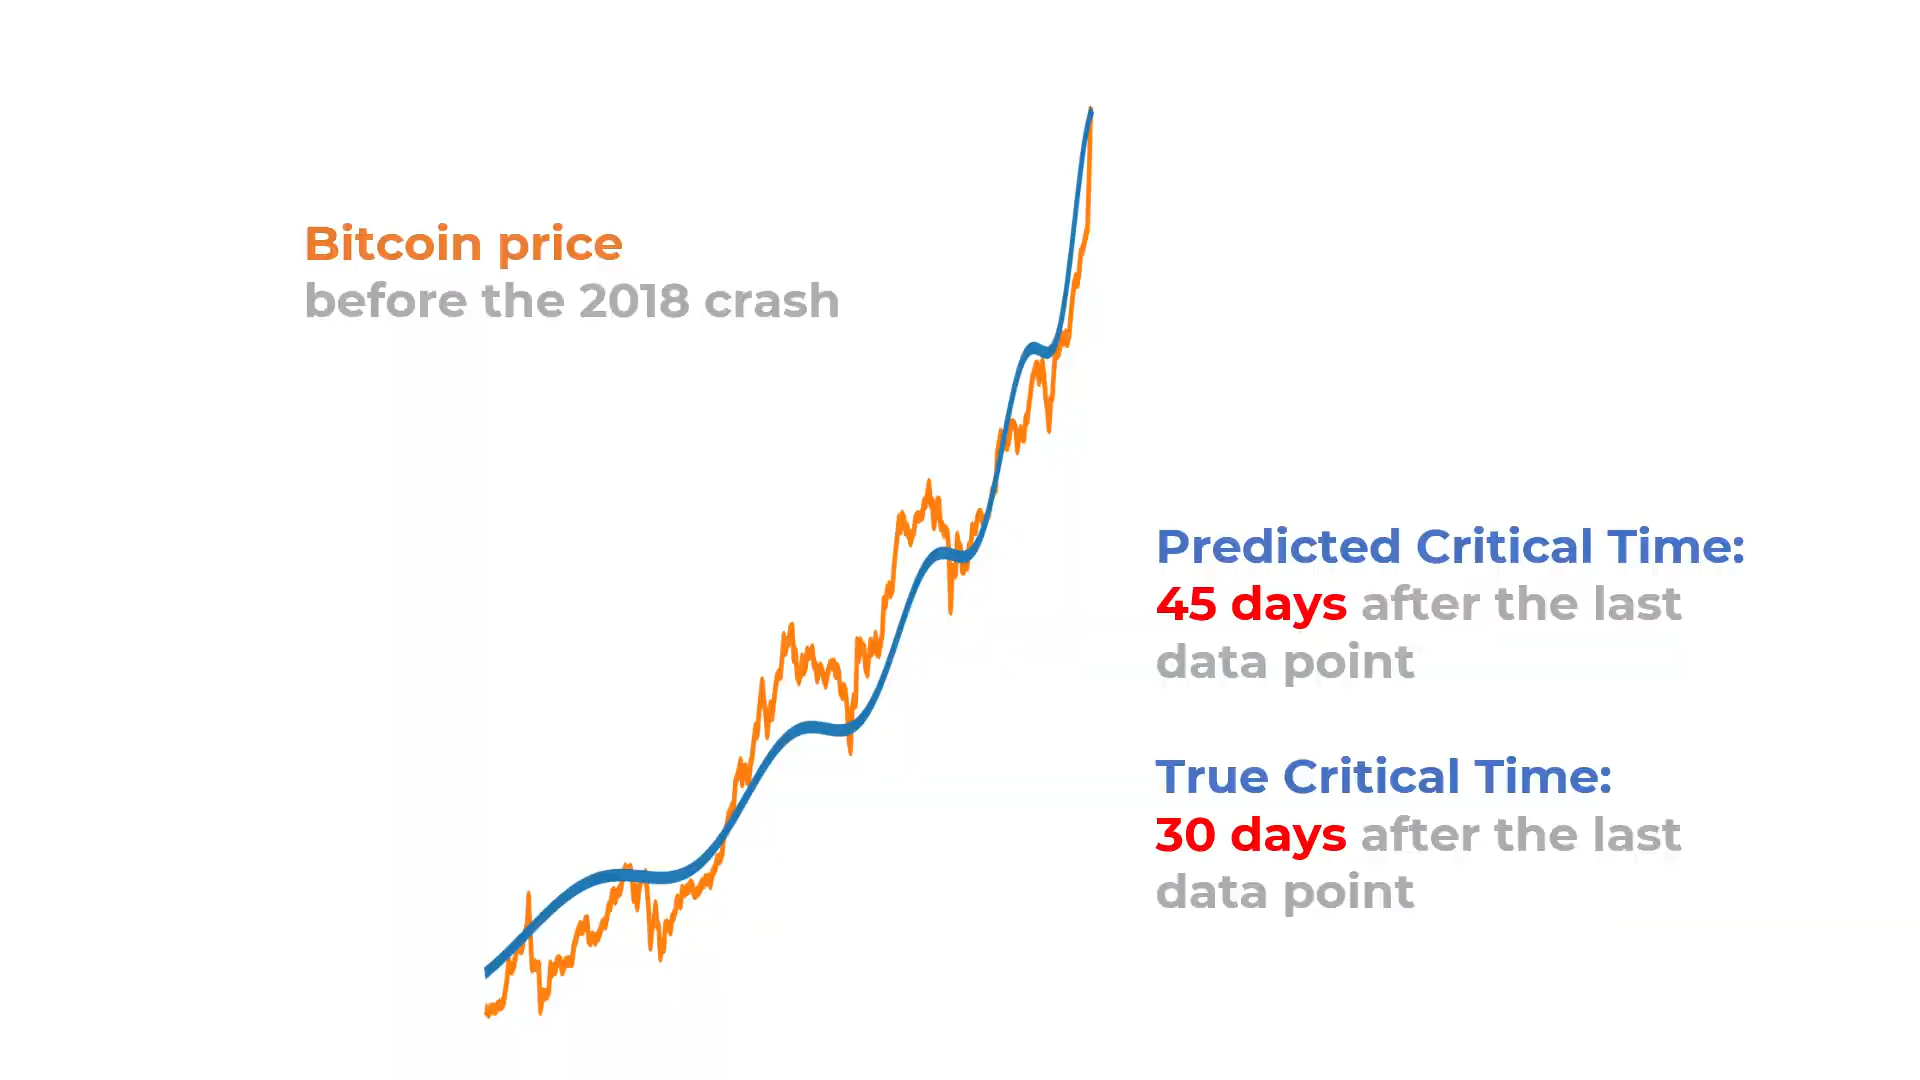 Bitcoin price
before the 2018 crash
Predicted Critical Time:
45 days after the last
data point
True Critical Time:
30 days after the last
data point